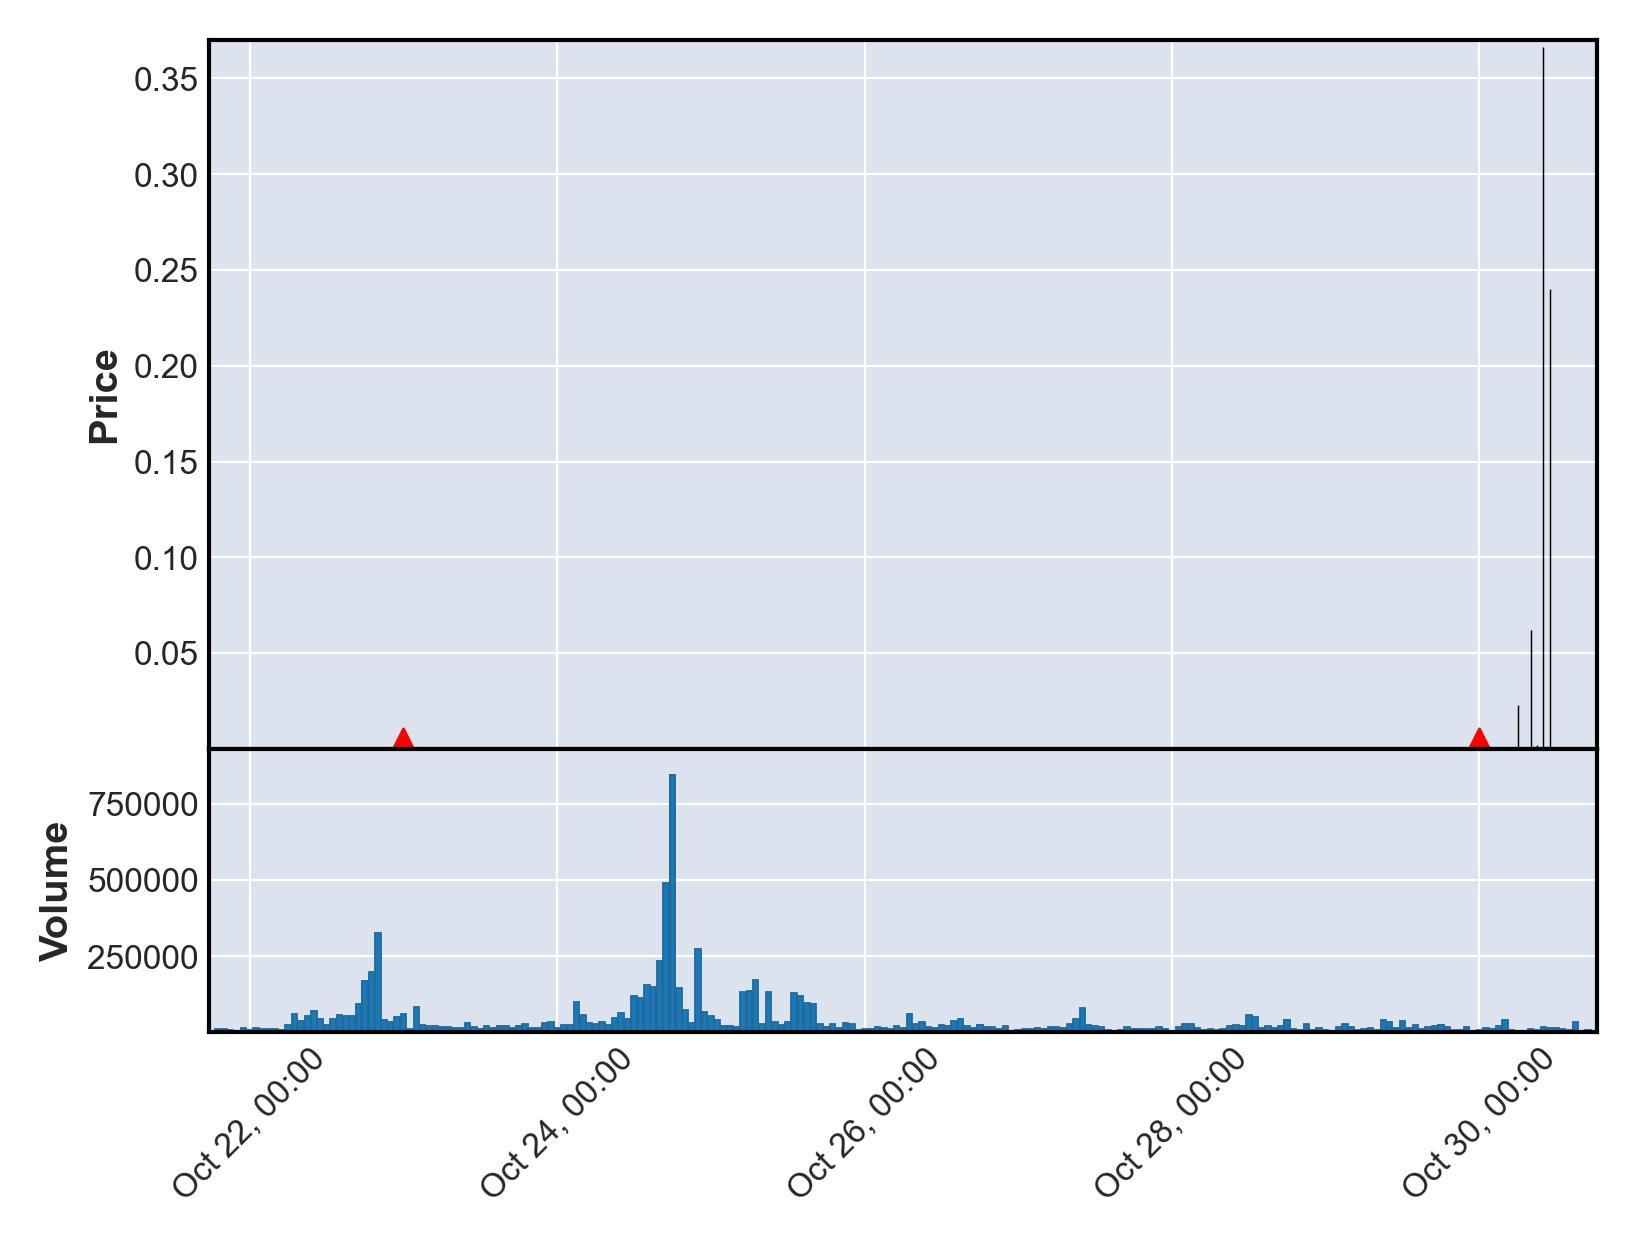 Price
0.35
0.30
0.25
0.20
0.15
0.10
0.05
Volume
750000
500000
250000
Oct 22, 00:00
Oct 24, 00:00
Oct 26, 00:00
Oct 28, 00:00
Oct 30, 00:00